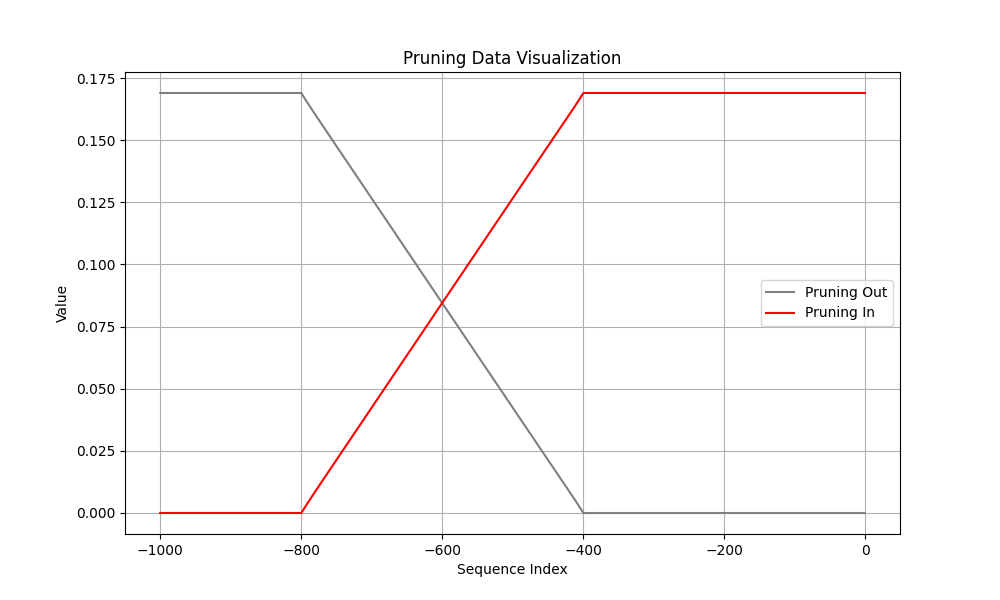 Pruning Data Visualization
0.175
0.150
0.125
0.100
0.075
0.050
0.025
0.000
Value
Pruning Out
Pruning In
−1000
−800
−600
−400
−200
0
Sequence Index